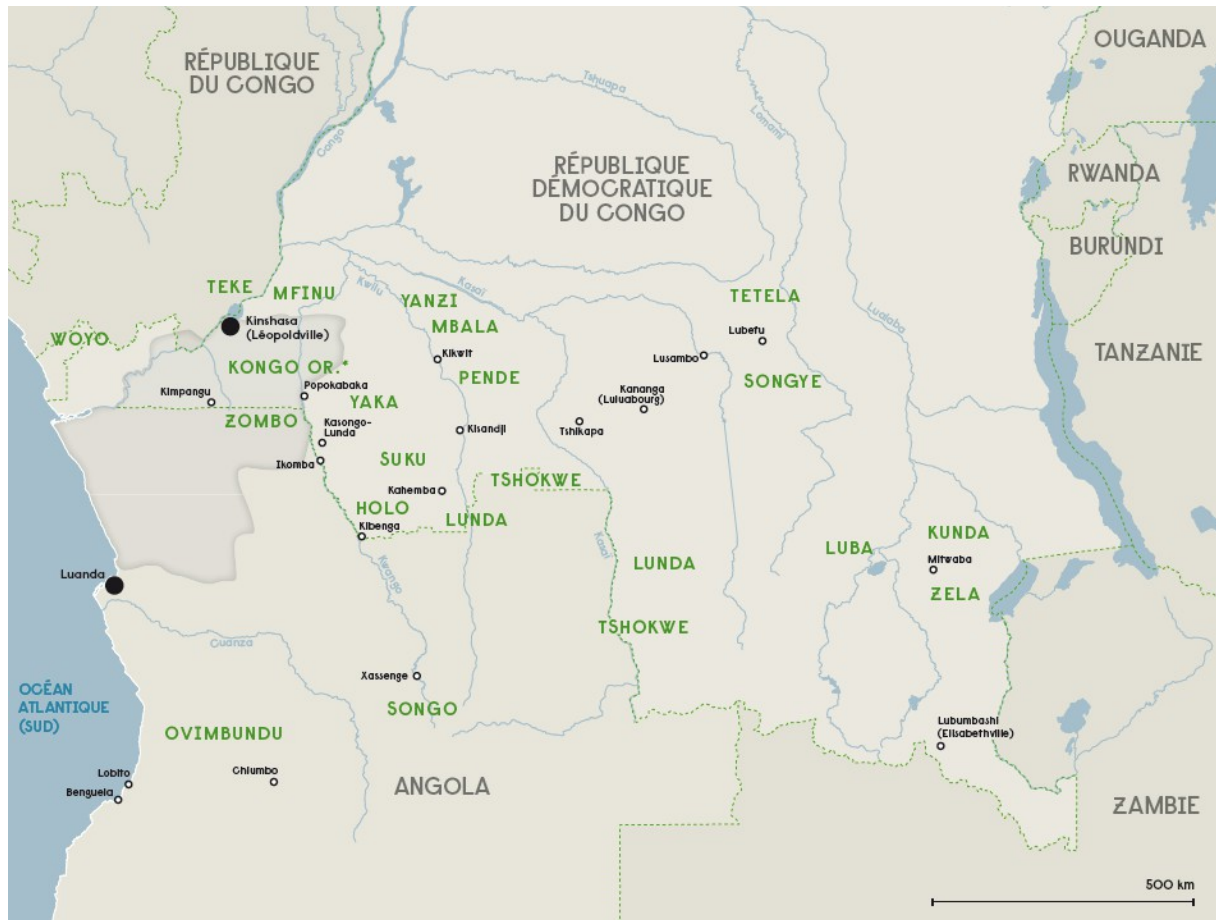 OUGANDA
RÉPUBLIQUE
DU CONGO
Tshuapa
Lomami
Congo
RÉPUBLIQUE
DÉMOCRATIQUE
DU CONGO
RWANDA
BURUNDI
TEKE
MFINU
Kwilu
YANZI
Kasaï
TETELA
Lualaba
MBALA
Kinshasa
(Léopoldville)
WOYO
Lubefu
TANZANIE
Kikwit
Lusambo
KONGO OR.*
PENDE
SONGYE
Kimpangu
Popokabaka
YAKA
Kananga
(Luluabourg)
ZOMBO
Kasongo-
Lunda
Kisandji
Tshikapa
Ikomba
SUKU
TSHOKWE
Kahemba
HOLO
LUNDA
Kibenga
KUNDA
LUBA
Kasaï
LUNDA
Mitwaba
Luanda
Kwango
ZELA
TSHOKWE
Cuanza
Xassenge
OCÉAN
ATLANTIQUE
(SUD)
SONGO
OVIMBUNDU
Lubumbashi
(Elisabethville)
Lobito
Chiumbo
Benguela
ANGOLA
ZAMBIE
500 km